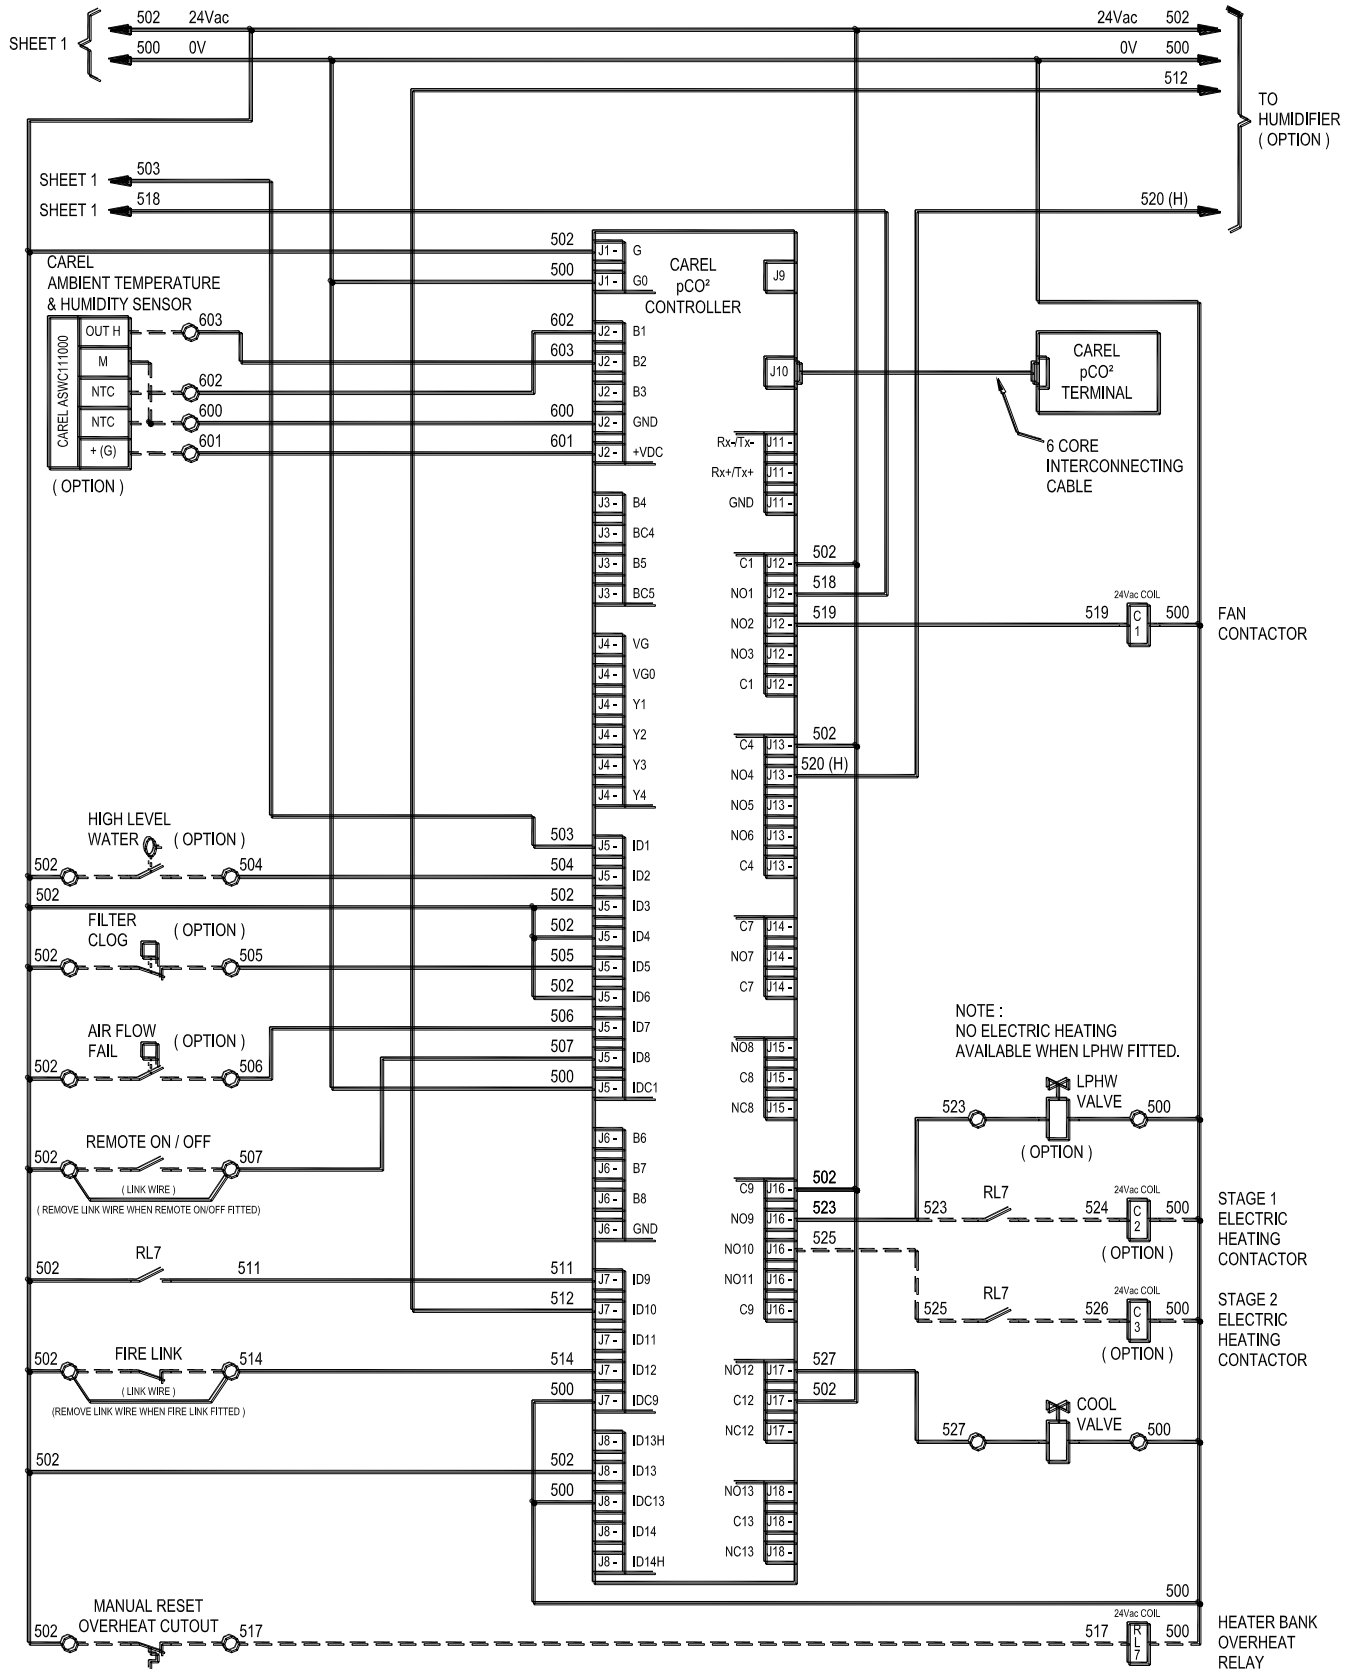 502 24Vac 24Vac 502
SHEET 1
500 0V 0V 500
512
TO
HUMIDIFIER
( OPTION )
SHEET 1 503
SHEET 1 518 520 (H)
502 J1 - G
500 J1 - G0
CAREL
pCO²
CONTROLLER
J9
CAREL
AMBIENT TEMPERATURE
& HUMIDITY SENSOR
CAREL ASWC111000
OUT H 603
M
NTC 602
NTC 600
+ (G) 601
( OPTION )
602 J2 - B1
603 J2 - B2
J2 - B3
600 J2 - GND
601 J2 - +VDC
J10
CAREL
pCO²
TERMINAL
6 CORE
INTERCONNECTING
CABLE
Rx-/Tx- J11 -
Rx+/Tx+ J11 -
GND J11 -
J3 - B4
J3 - BC4
J3 - B5
J3 - BC5
C1 J12 - 502
NO1 J12 - 518
NO2 J12 - 519
NO3 J12 -
C1 J12 -
24Vac COIL
519 C 1 500
FAN
CONTACTOR
J4 - VG
J4 - VG0
J4 - Y1
J4 - Y2
J4 - Y3
J4 - Y4
C4 J13 - 502
NO4 J13 - 520 (H)
NO5 J13 -
NO6 J13 -
C4 J13 -
HIGH LEVEL
WATER ( OPTION )
502 504
502
FILTER
CLOG ( OPTION )
502 505
AIR FLOW
FAIL ( OPTION )
502 506
503 J5 - ID1
504 J5 - ID2
502 J5 - ID3
502 J5 - ID4
505 J5 - ID5
502 J5 - ID6
506 J5 - ID7
507 J5 - ID8
500 J5 - IDC1
C7 J14 -
NO7 J14 -
C7 J14 -
NO8 J15 -
C8 J15 -
NC8 J15 -
NOTE :
NO ELECTRIC HEATING
AVAILABLE WHEN LPHW FITTED.
LPHW
VALVE
523 500
( OPTION )
REMOTE ON / OFF
502 507
( LINK WIRE )
( REMOVE LINK WIRE WHEN REMOTE ON/OFF FITTED)
J6 - B6
J6 - B7
J6 - B8
J6 - GND
C9 J16 - 502
NO9 J16 - 523
NO10 J16 - 525
NO11 J16 -
C9 J16 -
24Vac COIL
523 RL7 524 C 2 500
( OPTION )
STAGE 1
ELECTRIC
HEATING
CONTACTOR
24Vac COIL
525 RL7 526 C 3 500
( OPTION )
STAGE 2
ELECTRIC
HEATING
CONTACTOR
RL7
502 511
FIRE LINK
502 514
( LINK WIRE )
(REMOVE LINK WIRE WHEN FIRE LINK FITTED )
511 J7 - ID9
512 J7 - ID10
J7 - ID11
514 J7 - ID12
500 J7 - IDC9
NO12 J17 - 527
C12 J17 - 502
NC12 J17 -
COOL
VALVE
527 500
J8 - ID13H
502 502 J8 - ID13
500 J8 - IDC13
J8 - ID14
J8 - ID14H
NO13 J18 -
C13 J18 -
NC13 J18 -
500
MANUAL RESET
OVERHEAT CUTOUT
502 517
24Vac COIL
517 R L 7 500
HEATER BANK
OVERHEAT
RELAY